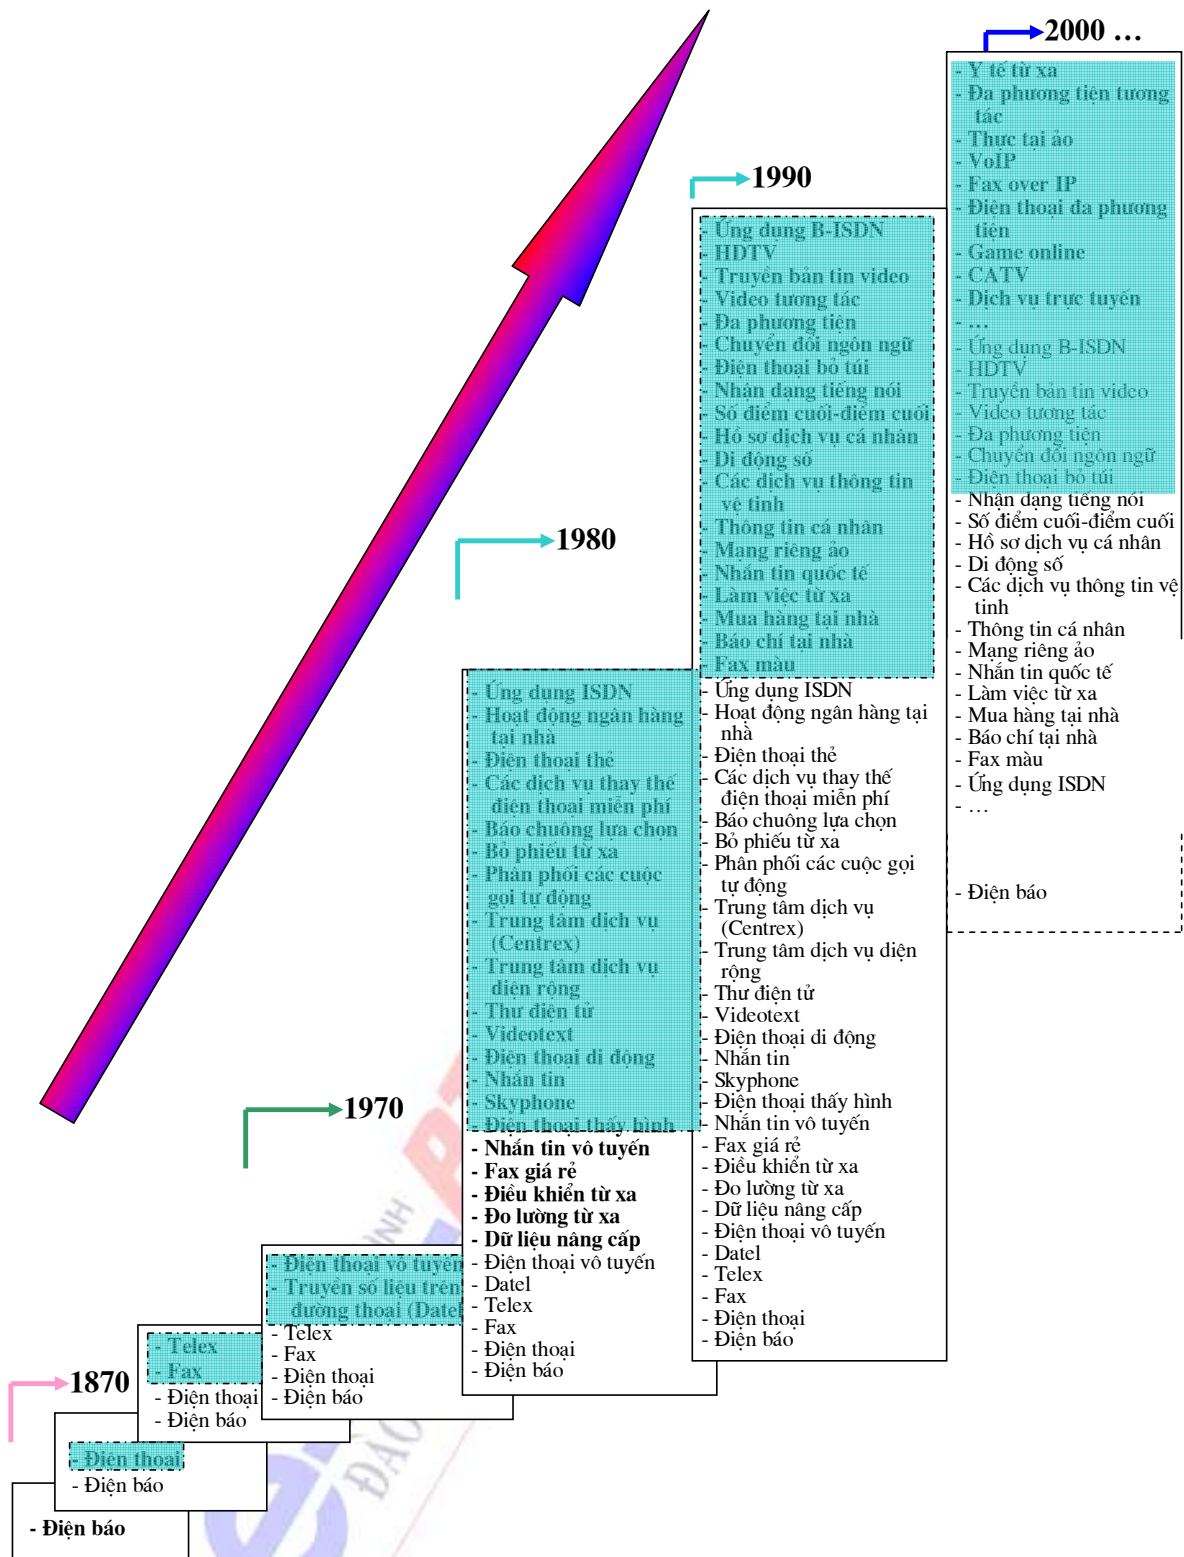 2000 ...
- Y tế từ xa
- Đa phương tiện tương
tác
- Thực tại ảo
- VoIP
- Fax over IP
- Điện thoại đa phương
tiện
- Game online
- CATV
- Dịch vụ trực tuyến
- ...
- Ứng dụng B-ISDN
- HDTV
- Truyền bản tin video
- Video tương tác
- Đa phương tiện
- Chuyển đổi ngôn ngữ
- Điện thoại bỏ túi
- Nhận dạng tiếng nói
- Số điểm cuối-điểm cuối
- Hồ sơ dịch vụ cá nhân
- Di động số
- Các dịch vụ thông tin vệ
tinh
- Thông tin cá nhân
- Mạng riêng ảo
- Nhắn tin quốc tế
- Làm việc từ xa
- Mua hàng tại nhà
- Báo chí tại nhà
- Fax màu
- Ứng dụng ISDN
- ...
- Điện báo
1990
- Ứng dụng B-ISDN
- HDTV
- Truyền bản tin video
- Video tương tác
- Đa phương tiện
- Chuyển đổi ngôn ngữ
- Điện thoại bỏ túi
- Nhận dạng tiếng nói
- Số điểm cuối-điểm cuối
- Hồ sơ dịch vụ cá nhân
- Di động số
- Các dịch vụ thông tin
vệ tinh
- Thông tin cá nhân
- Mạng riêng ảo
- Nhắn tin quốc tế
- Làm việc từ xa
- Mua hàng tại nhà
- Báo chí tại nhà
- Fax màu
- Ứng dụng ISDN
- Hoạt động ngân hàng tại
nhà
- Điện thoại thẻ
- Các dịch vụ thay thế
điện thoại miễn phí
- Báo chuông lựa chọn
- Bỏ phiếu từ xa
- Phân phối các cuộc gọi
tự động
- Trung tâm dịch vụ
(Centrex)
- Trung tâm dịch vụ diện
rộng
- Thư điện tử
- Videotext
- Điện thoại di động
- Nhắn tin
- Skyphone
- Điện thoại thấy hình
- Nhắn tin vô tuyến
- Fax giá rẻ
- Điều khiển từ xa
- Đo lường từ xa
- Dữ liệu nâng cấp
- Điện thoại vô tuyến
- Datel
- Telex
- Fax
- Điện thoại
- Điện báo
1980
- Ứng dụng ISDN
- Hoạt động ngân hàng
tại nhà
- Điện thoại thẻ
- Các dịch vụ thay thế
điện thoại miễn phí
- Báo chuông lựa chọn
- Bỏ phiếu từ xa
- Phân phối các cuộc
gọi tự động
- Trung tâm dịch vụ
(Centrex)
- Trung tâm dịch vụ
diện rộng
- Thư điện tử
- Videotext
- Điện thoại di động
- Nhắn tin
- Skyphone
- Điện thoại thấy hình
- Nhắn tin vô tuyến
- Fax giá rẻ
- Điều khiển từ xa
- Đo lường từ xa
- Dữ liệu nâng cấp
- Điện thoại vô tuyến
- Datel
- Telex
- Fax
- Điện thoại
- Điện báo
1970
- Điện thoại vô tuyến
- Truyền số liệu trên
đường thoại (Datel
- Telex
- Fax
- Điện thoại
- Điện báo
- Telex
- Fax
- Điện thoại
- Điện báo
1870
- Điện thoại
- Điện báo
- Điện báo
ĐÀO